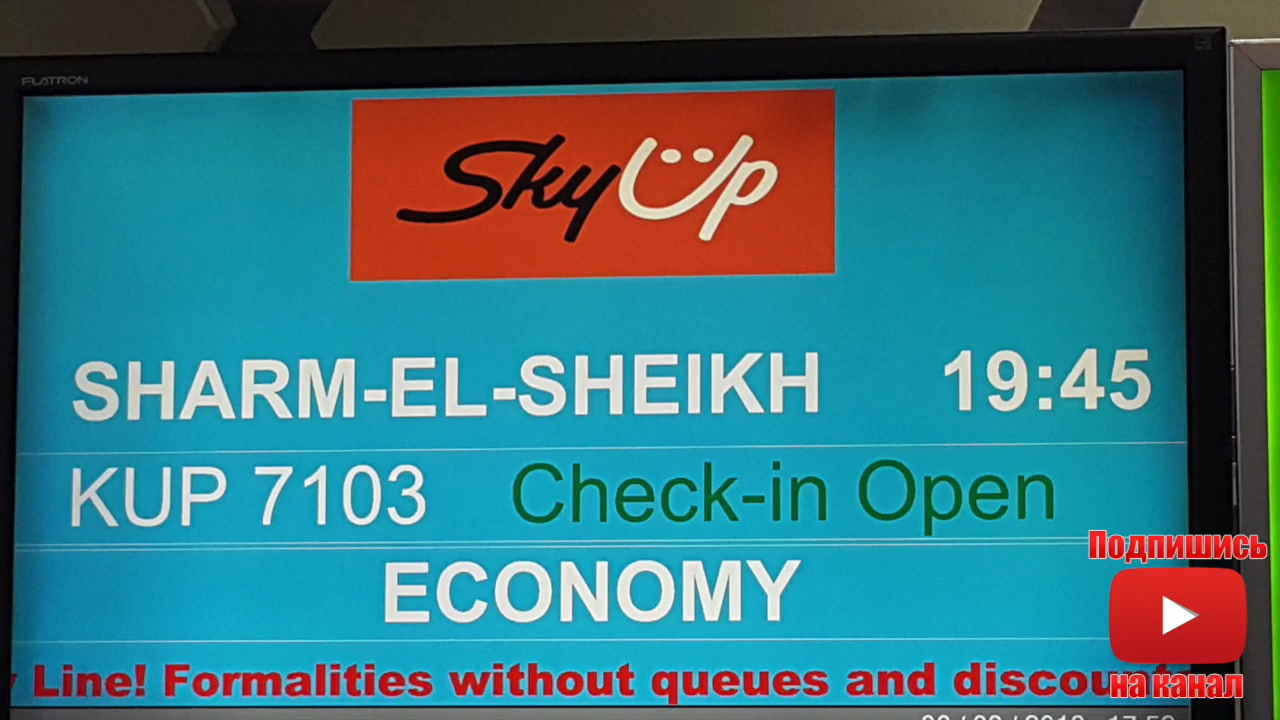 FLATRON
SkyUp
SHARM-EL-SHEIKH 19:45
KUP 7103 Check-in Open
ECONOMY
Line! Formalities without queues and
Подпишись
на канал